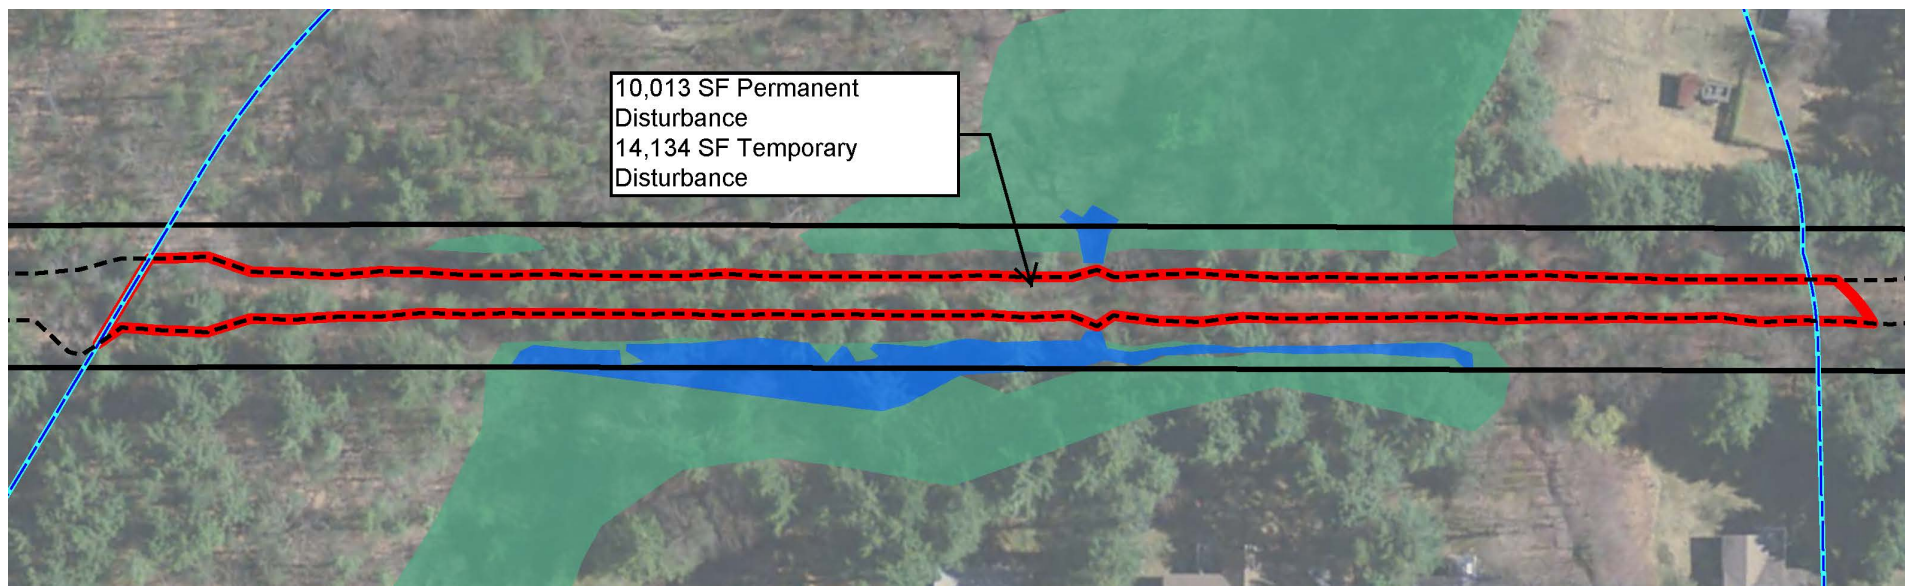 10,013 SF Permanent
Disturbance
14,134 SF Temporary
Disturbance